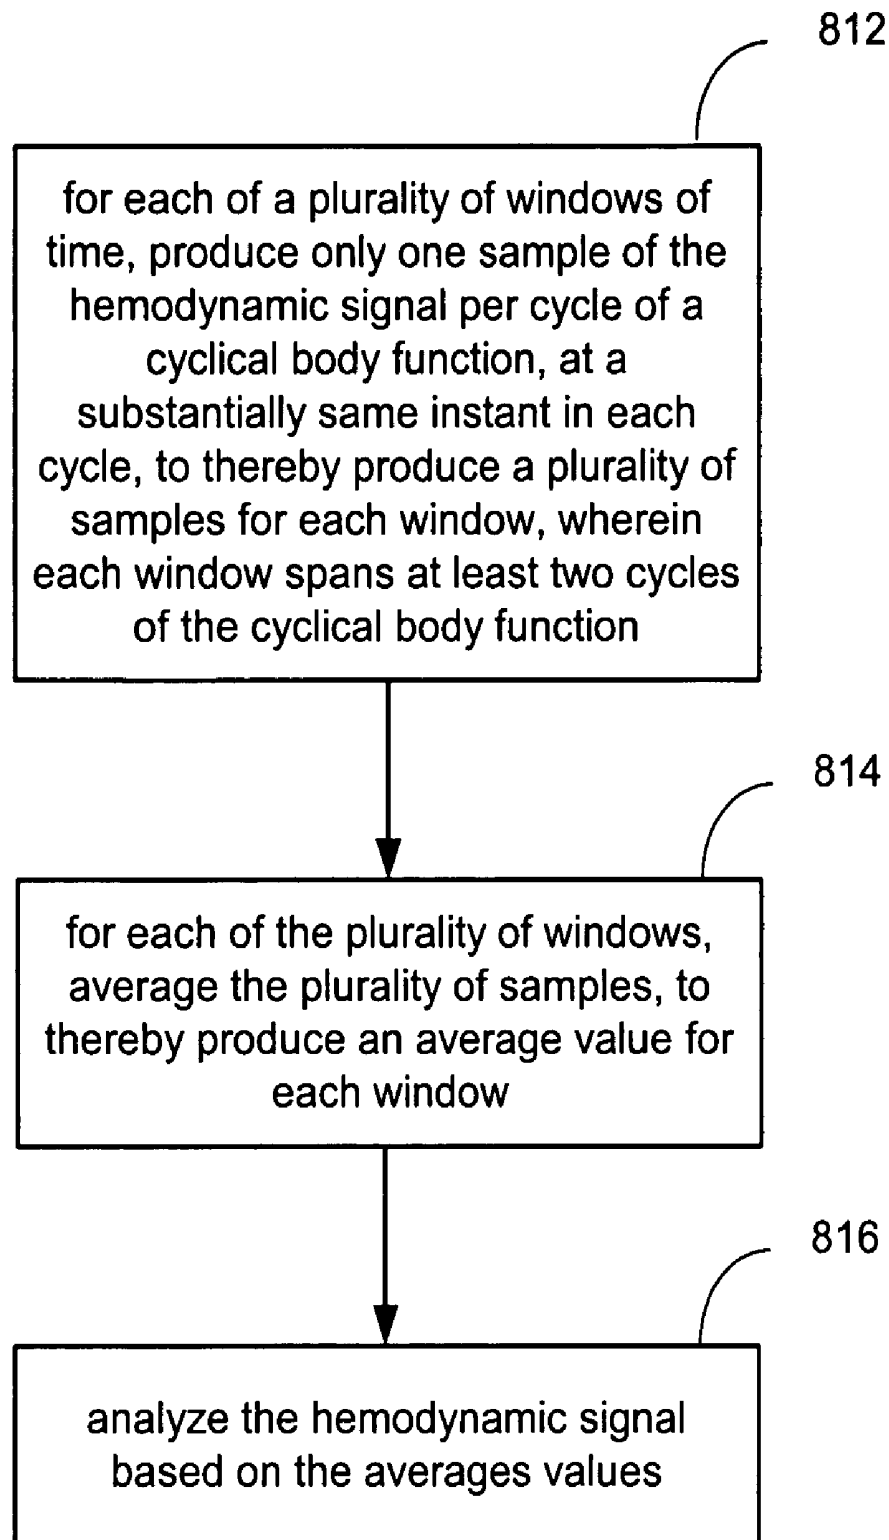 812
for each of a plurality of windows of
time, produce only one sample of the
hemodynamic signal per cycle of a
cyclical body function, at a
substantially same instant in each
cycle, to thereby produce a plurality of
samples for each window, wherein
each window spans at least two cycles
of the cyclical body function
814
for each of the plurality of windows,
average the plurality of samples, to
thereby produce an average value for
each window
816
analyze the hemodynamic signal
based on the averages values